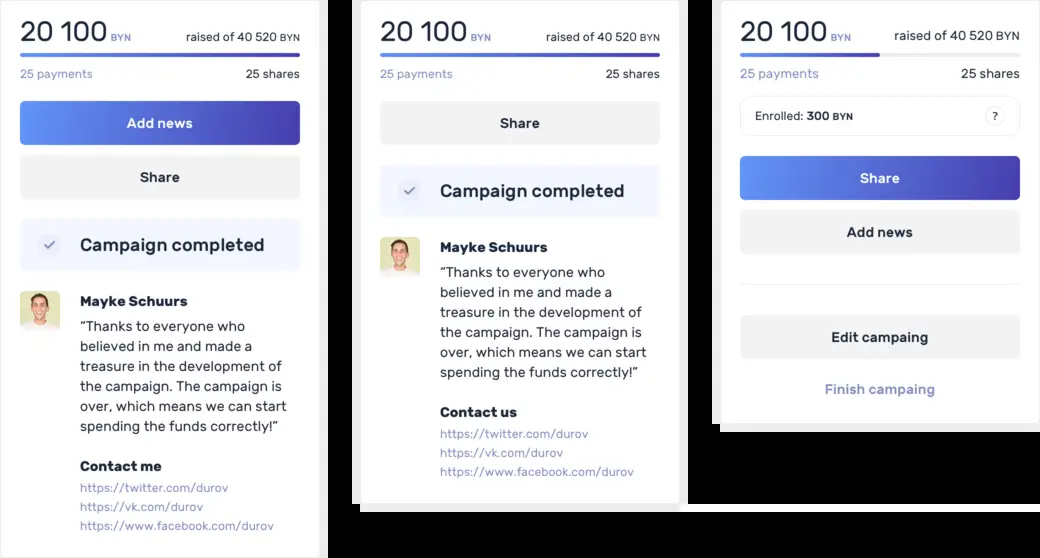 20 100 BYN
raised of 40 520 BYN
25 payments
25 shares
Add news
Share
Campaign completed
Mayke Schuurs
“Thanks to everyone who
believed in me and made a
treasure in the development of
the campaign. The campaign is
over, which means we can start
spending the funds correctly!”
Contact me
https://twitter.com/durov
https://vk.com/durov
https://www.facebook.com/durov
20 100 BYN
raised of 40 520 BYN
25 payments
25 shares
Share
Campaign completed
Mayke Schuurs
“Thanks to everyone who
believed in me and made a
treasure in the development of
the campaign. The campaign is
over, which means we can start
spending the funds correctly!”
Contact us
https://twitter.com/durov
https://vk.com/durov
https://www.facebook.com/durov
20 100 BYN
raised of 40 520 BYN
25 payments
25 shares
Enrolled: 300 BYN
?
Share
Add news
Edit campaing
Finish campaing